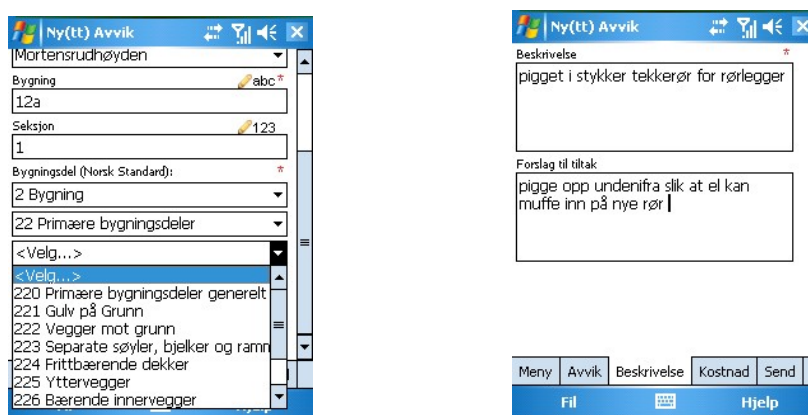 Ny(tt) Avvik
Mortensrudhøyden
Bygning abc*
12a
Seksjon 123
1
Bygningsdel (Norsk Standard): *
2 Bygning
22 Primære bygningsdeler
<Velg...>
<Velg...>
220 Primære bygningsdeler generelt
221 Gulv på Grunn
222 Vegger mot grunn
223 Separate søyler, bjelker og ramn
224 Frittbærende dekker
225 Yttervegger
226 Bærende innervegger
Ny(tt) Avvik
Beskrivelse *
pigget i stykker tekkerør for rørlegger
Forslag til tiltak
pigge opp undenifra slik at el kan
muffe inn på nye rør
Meny Avvik Beskrivelse Kostnad Send
Fil Hjelp